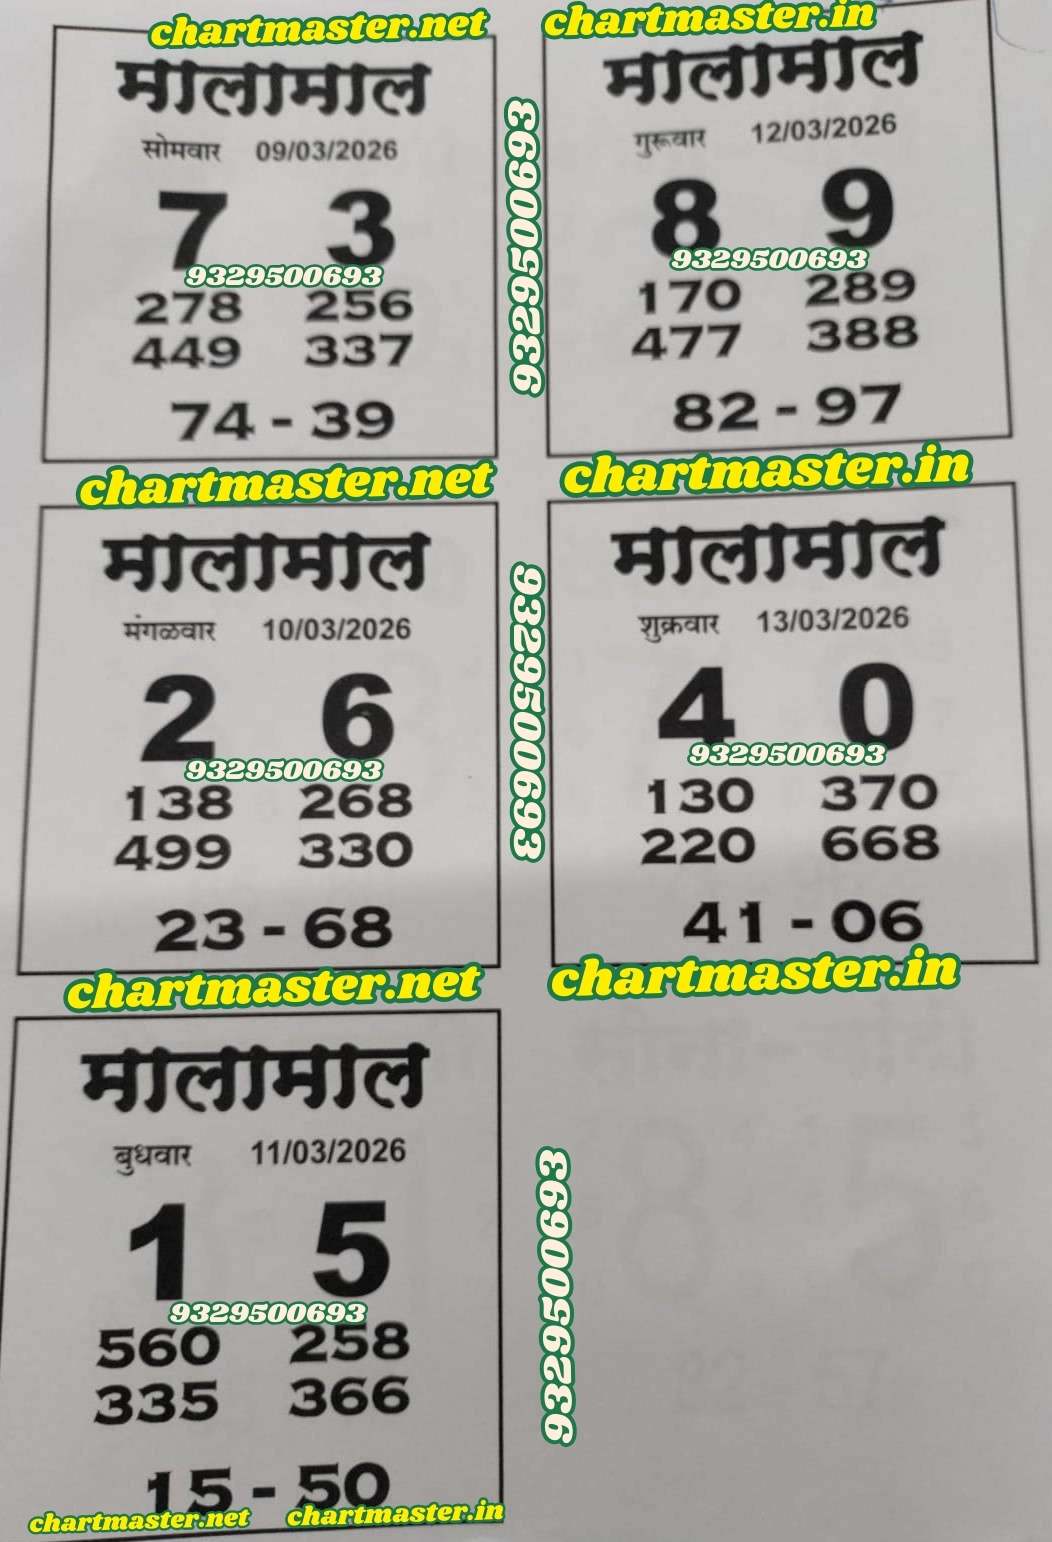 chartmaster.net
मालामाल
सोमवार 09/03/2026
7 3
9329500693
278 256
449 337
74 - 39
chartmaster.net
मालामाल
मंगळवार 10/03/2026
2 6
9329500693
138 268
499 330
23 - 68
chartmaster.net
मालामाल
बुधवार 11/03/2026
1 5
9329500693
560 258
335 366
15 - 50
chartmaster.net chartmaster.in
9329500693
9329500693
9329500693
chartmaster.in
मालामाल
गुरूवार 12/03/2026
8 9
9329500693
170 289
477 388
82 - 97
chartmaster.in
मालामाल
शुक्रवार 13/03/2026
4 0
9329500693
130 370
220 668
41 - 06
chartmaster.in